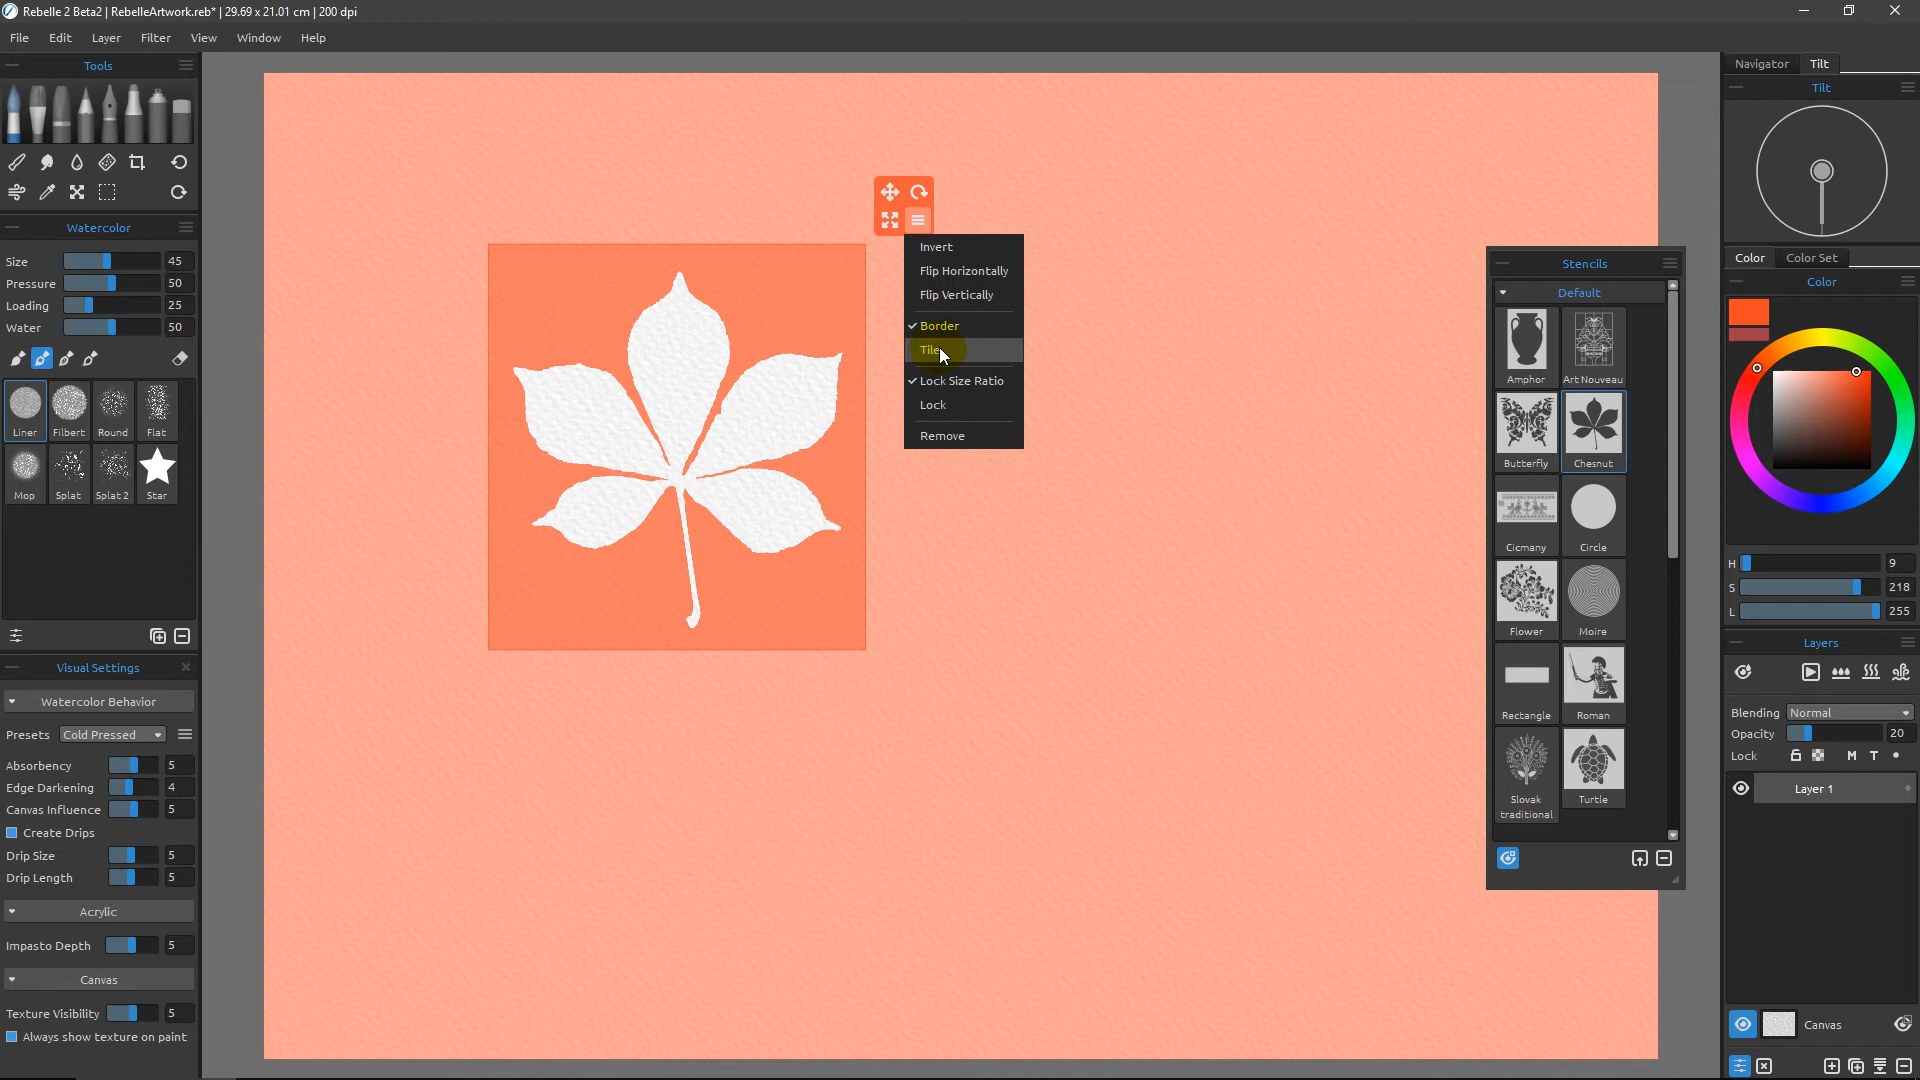 Rebelle 2 Beta2 | RebelleArtwork.reb* | 29.69 x 21.01 cm | 200 dpi
File Edit Layer Filter View Window Help
Tools
Watercolor
Size 45
Pressure 50
Loading 25
Water 50
Liner Filbert Round Flat
Mop Splat Splat 2 Star
Visual Settings
Watercolor Behavior
Presets Cold Pressed
Absorbency 5
Edge Darkening 4
Canvas Influence 5
Create Drips
Drip Size 5
Drip Length 5
Acrylic
Impasto Depth 5
Canvas
Texture Visibility 5
Always show texture on paint
Invert
Flip Horizontally
Flip Vertically
Border
Tile
Lock Size Ratio
Lock
Remove
Stencils
Default
Amphor Art Nouveau
Butterfly Chesnut
Cicmany Circle
Flower Moire
Rectangle Roman
Slovak traditional Turtle
Navigator Tilt
Tilt
Color Color Set
Color
H 9
S 218
L 255
Layers
Blending Normal
Opacity 20
Lock M T
Layer 1
Canvas